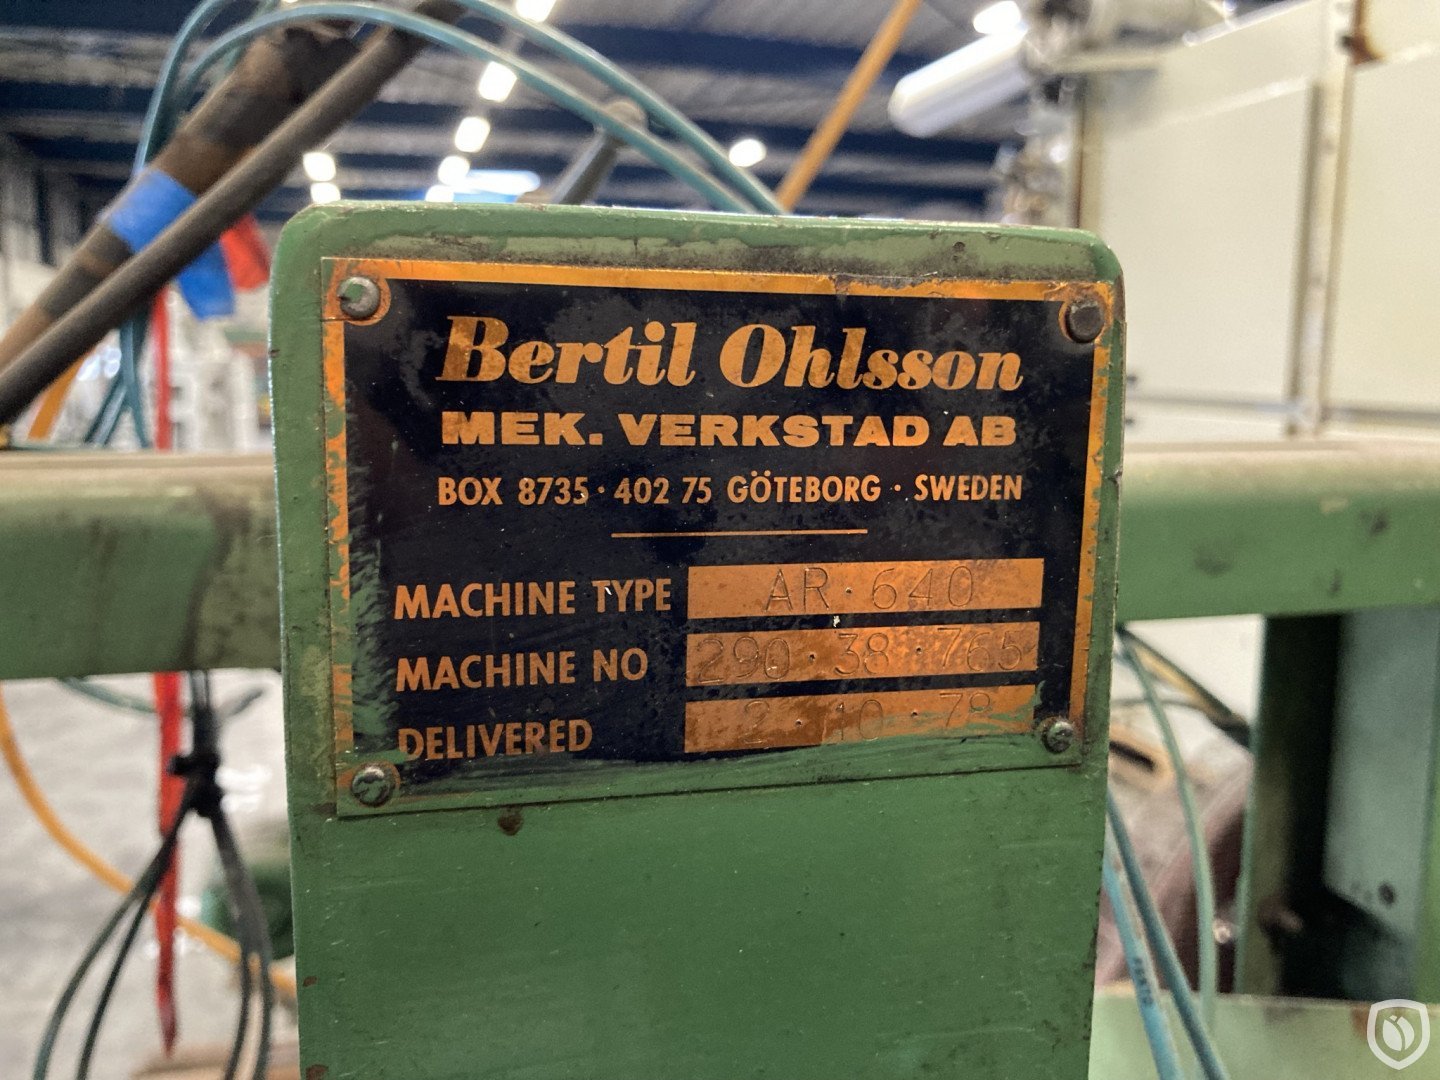 Bertil Ohlsson
MEK. VERKSTAD AB
BOX 8735 · 402 75 GÖTEBORG · SWEDEN
MACHINE TYPE AR·640
MACHINE NO 290·38·765
DELIVERED 2·10·78